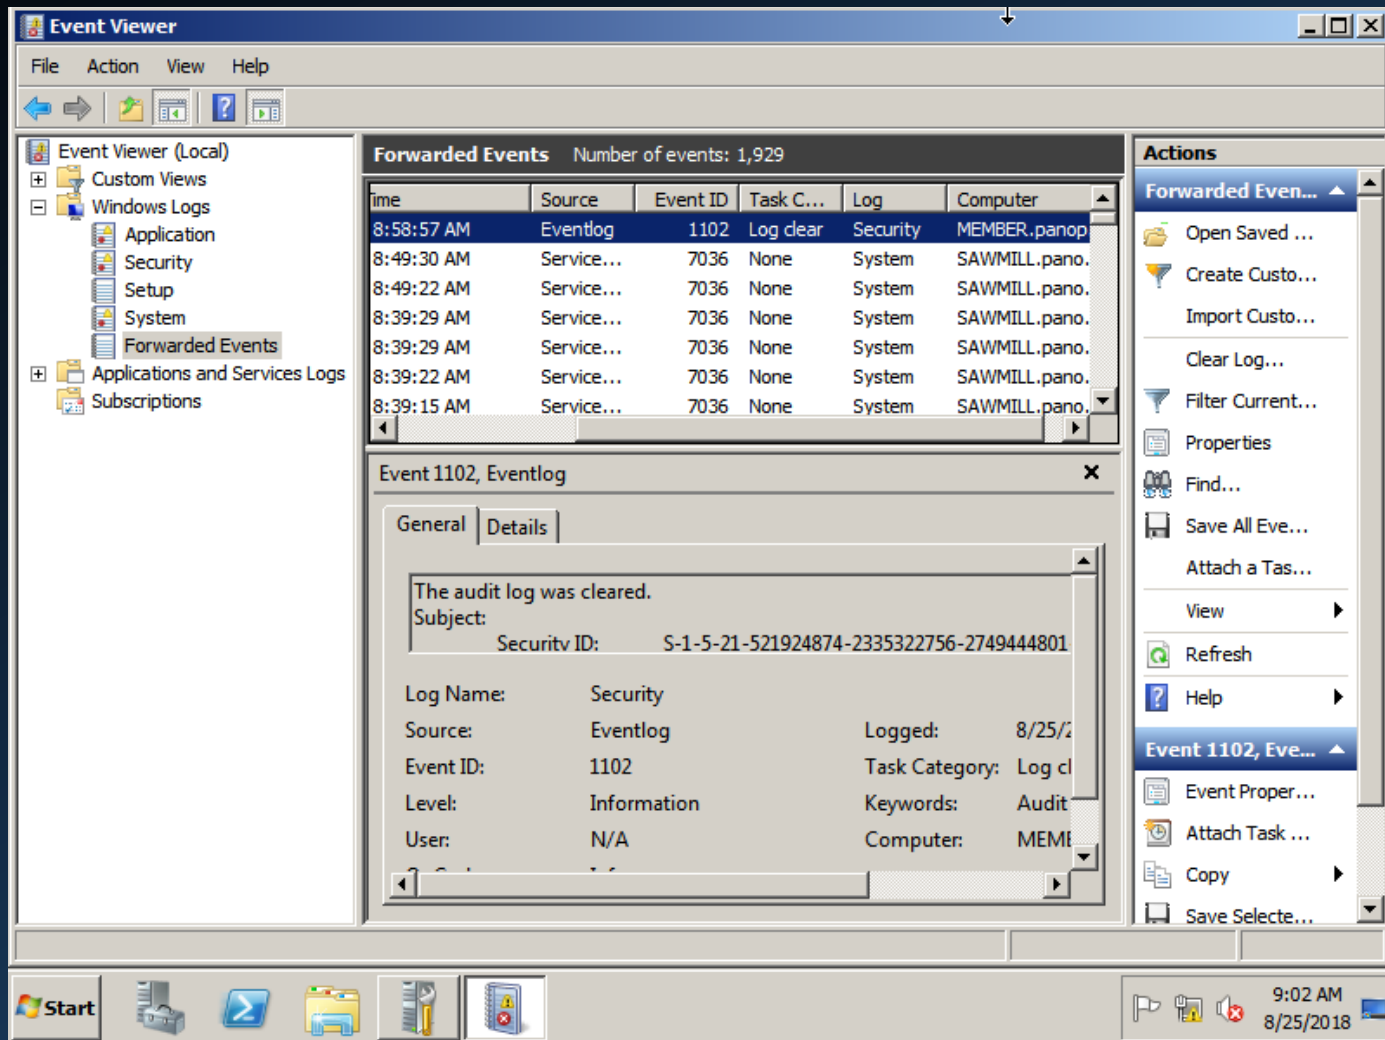 Event Viewer
File Action View Help
Event Viewer (Local)
Custom Views
Windows Logs
Application
Security
Setup
System
Forwarded Events
Applications and Services Logs
Subscriptions
Forwarded Events Number of events: 1,929
Source Event ID Task C... Log Computer
8:58:57 AM Eventlog 1102 Log clear Security MEMBER.panop
8:49:30 AM Service... 7036 None System SAWMILL.pano.
8:49:22 AM Service... 7036 None System SAWMILL.pano.
8:39:29 AM Service... 7036 None System SAWMILL.pano.
8:39:29 AM Service... 7036 None System SAWMILL.pano.
8:39:22 AM Service... 7036 None System SAWMILL.pano.
8:39:15 AM Service... 7036 None System SAWMILL.pano.
Event 1102, Eventlog
General Details
The audit log was cleared.
Subject:
Security ID: S-1-5-21-521924874-2335322756-2749444801
Log Name: Security
Source: Eventlog Logged: 8/25/2
Event ID: 1102 Task Category: Log cl
Level: Information Keywords: Audit
User: N/A Computer: MEME
Actions
Forwarded Even...
Open Saved ...
Create Custo...
Import Custo...
Clear Log...
Filter Current...
Properties
Find...
Save All Eve...
Attach a Tas...
View
Refresh
Help
Event 1102, Eve...
Event Proper...
Attach Task ...
Copy
Save Selecte...
Start
9:02 AM
8/25/2018